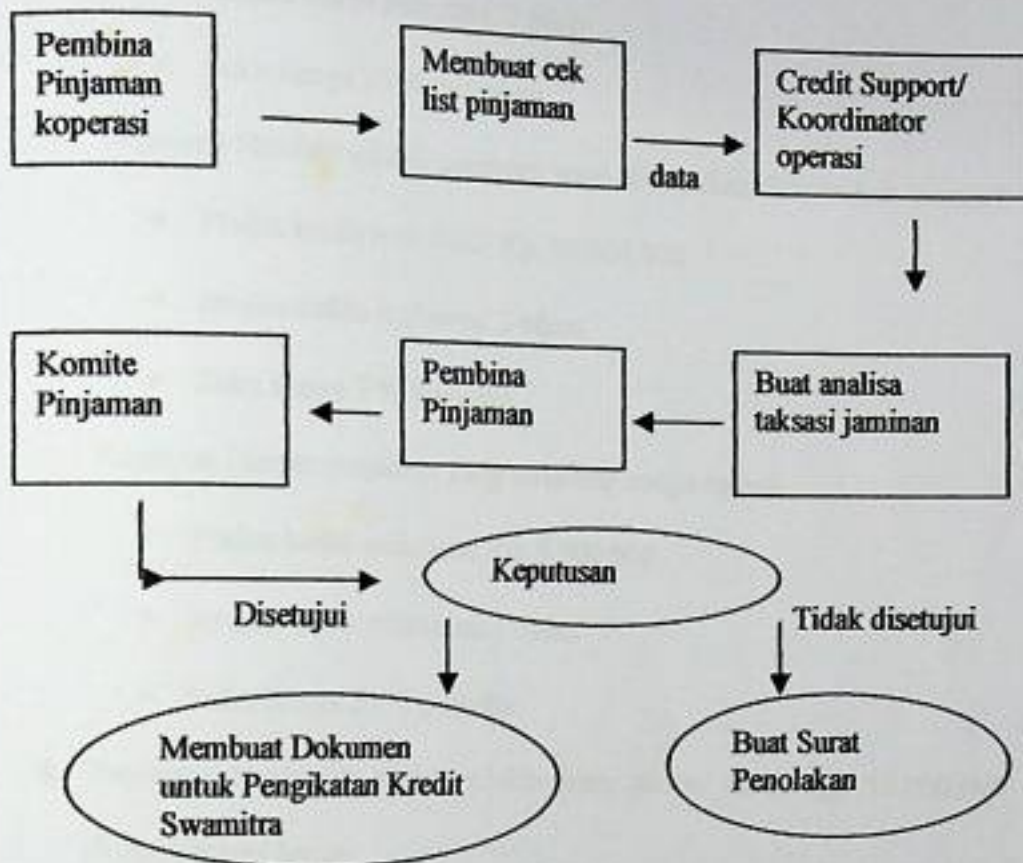 Pembina
Pinjaman
koperasi
Membuat cek
list pinjaman
data
Credit Support/
Koordinator
operasi
Buat analisa
taksasi jaminan
Pembina
Pinjaman
Komite
Pinjaman
Keputusan
Disetujui
Tidak disetujui
Membuat Dokumen
untuk Pengikatan Kredit
Swamitra
Buat Surat
Penolakan